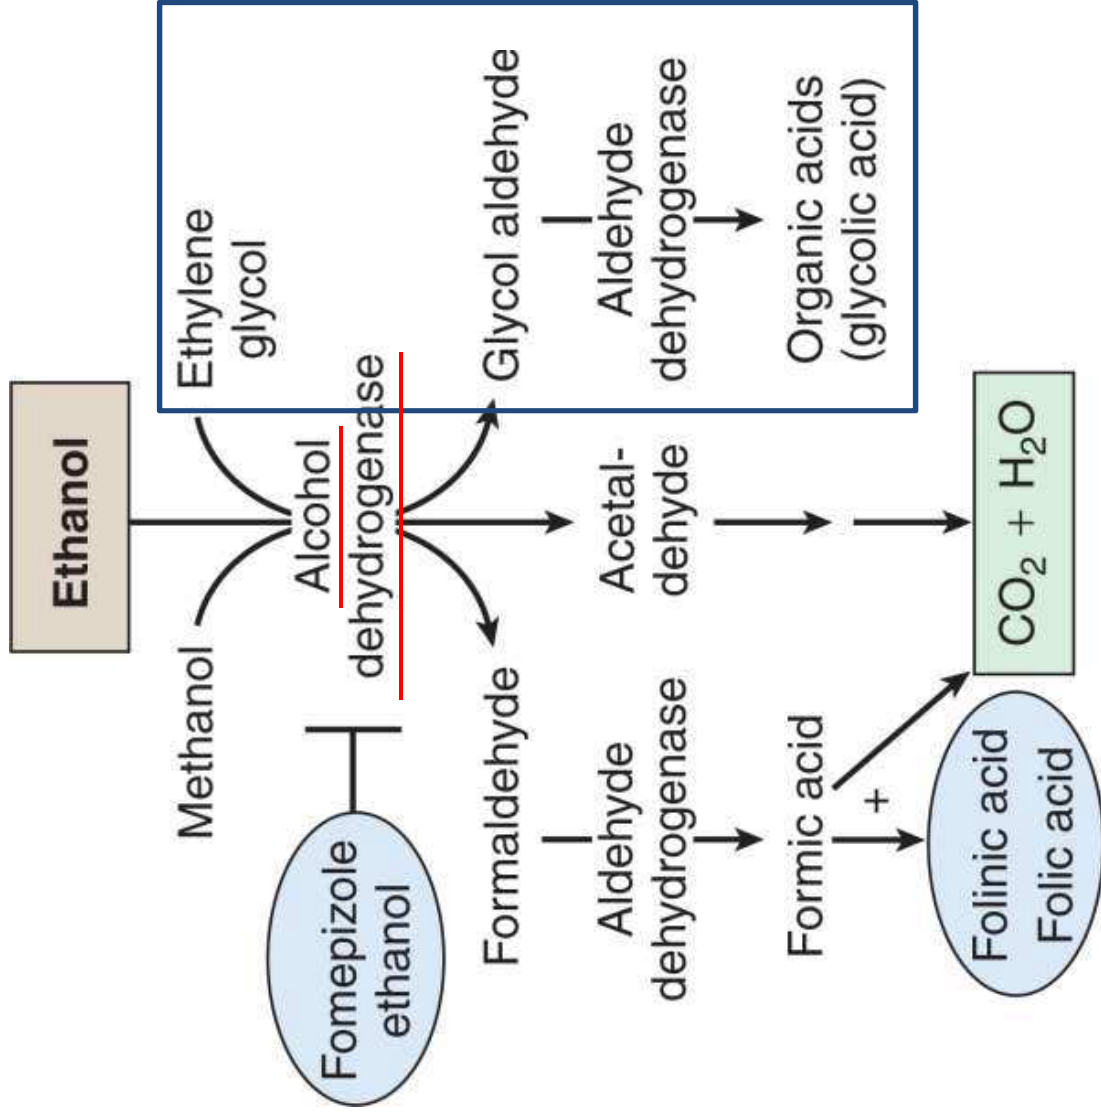 Ethanol
Methanol
Ethylene
glycol
Alcohol
dehydrogenase
Fomepizole
ethanol
Formaldehyde
Glycol aldehyde
Acetal-
dehyde
Aldehyde
dehydrogenase
Aldehyde
dehydrogenase
Formic acid
Organic acids
(glycolic acid)
+
Folinic acid
Folic acid
CO₂ + H₂O